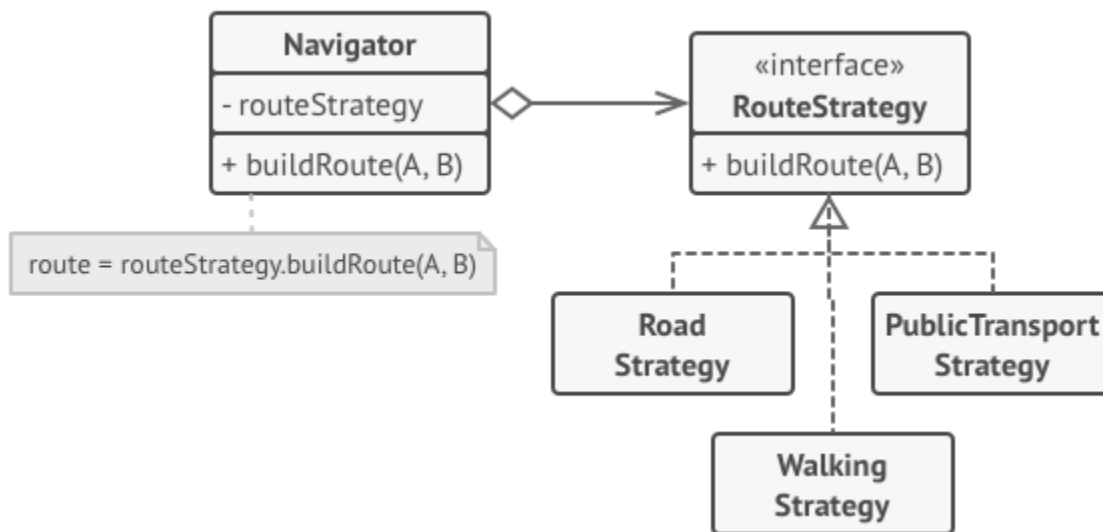 Navigator
- routeStrategy
+ buildRoute(A, B)
route = routeStrategy.buildRoute(A, B)
«interface»
RouteStrategy
+ buildRoute(A, B)
Road
Strategy
PublicTransport
Strategy
Walking
Strategy